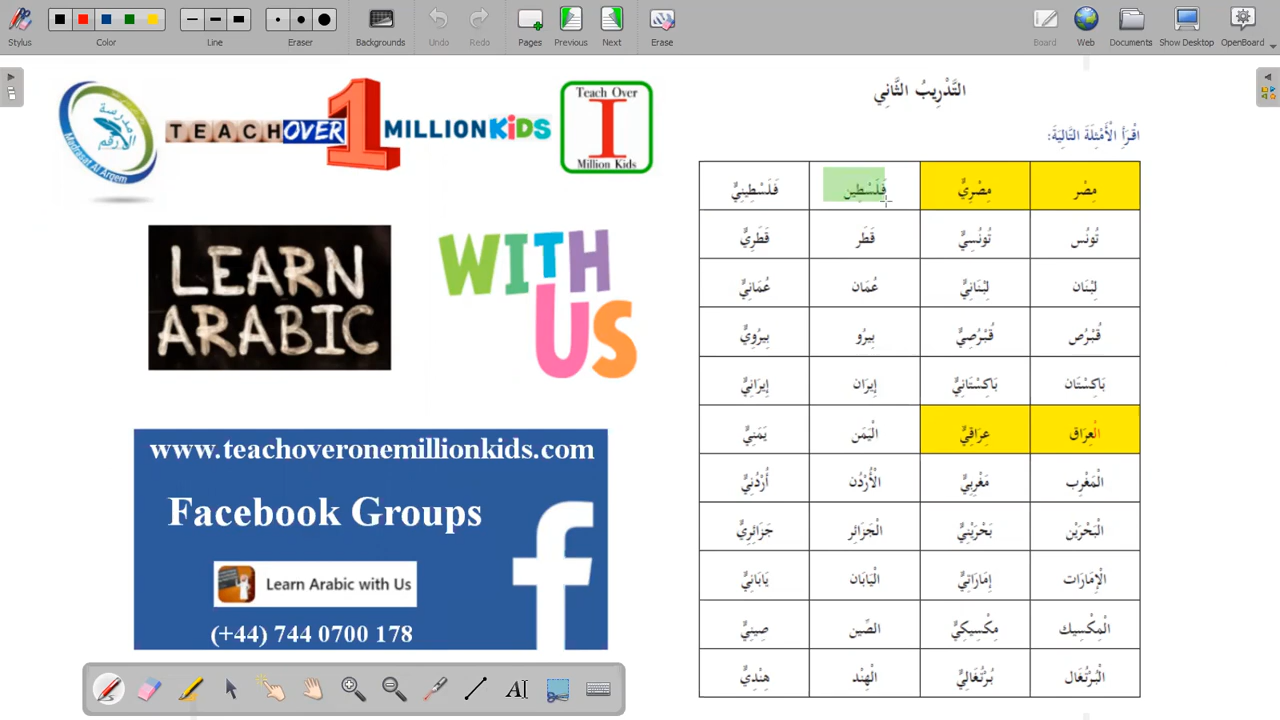 Stylus
Color
Line
Eraser
Backgrounds
Undo
Redo
Pages
Previous
Next
Erase
Board
Web
Documents
Show Desktop
OpenBoard
مدرسة الأرقم
Madrasat Al Arqem
TEACH OVER 1 MILLION KiDS
Teach Over
I
Million Kids
LEARN
ARABIC
WITH
US
www.teachoveronemillionkids.com
Facebook Groups
Learn Arabic with Us
(+44) 744 0700 178
f
التَّدْرِيبُ الثَّانِي
اقْرَأِ الْأَمْثِلَةَ التَّالِيَةَ:
مِصْر مِصْرِيٌّ فَلَسْطِين فَلَسْطِينِيٌّ
تُونُس تُونُسِيٌّ قَطَر قَطَرِيٌّ
لِبْنَان لِبْنَانِيٌّ عُمَان عُمَانِيٌّ
قُبْرُص قُبْرُصِيٌّ بِيرُو بِيرُوِيٌّ
بَاكِسْتَان بَاكِسْتَانِيٌّ إِيرَان إِيرَانِيٌّ
الْعِرَاق عِرَاقِيٌّ الْيَمَن يَمَنِيٌّ
الْمَغْرِب مَغْرِبِيٌّ الْأُرْدُن أُرْدُنِيٌّ
الْبَحْرَيْن بَحْرَيْنِيٌّ الْجَزَائِر جَزَائِرِيٌّ
الْإِمَارَات إِمَارَاتِيٌّ الْيَابَان يَابَانِيٌّ
الْمِكْسِيك مِكْسِيكِيٌّ الصِّين صِينِيٌّ
الْبُرْتُغَال بُرْتُغَالِيٌّ الْهِنْد هِنْدِيٌّ